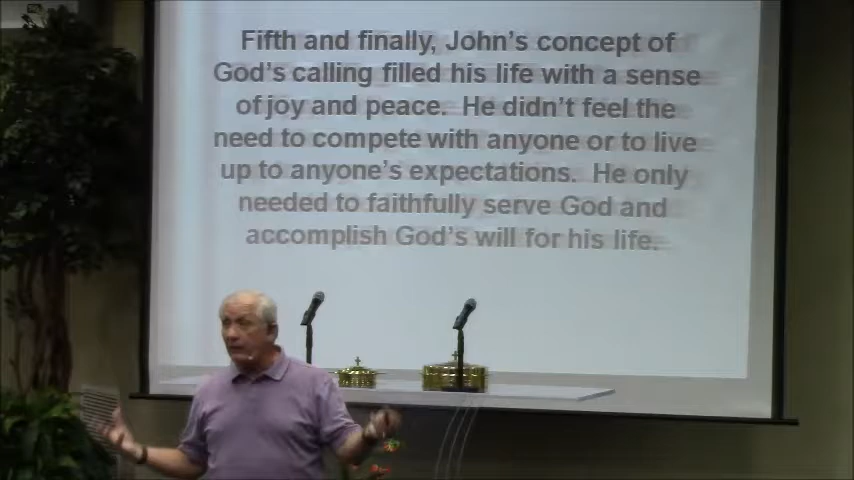 Fifth and finally, John's concept of
God's calling filled his life with a sense
of joy and peace.  He didn't feel the
need to compete with anyone or to live
up to anyone's expectations.  He only
needed to faithfully serve God and
accomplish God's will for his life.